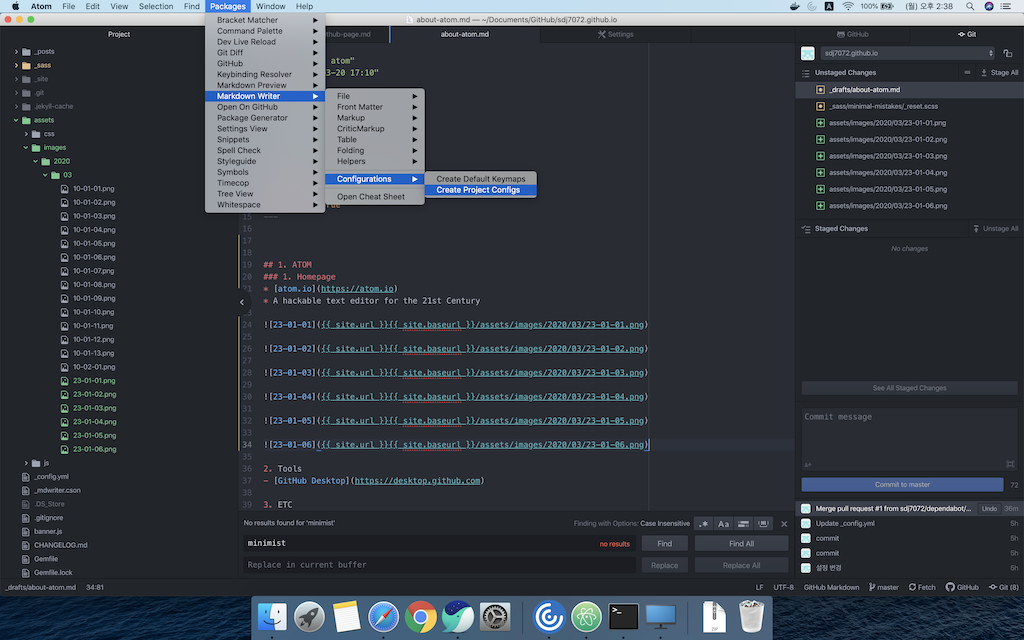 Atom File Edit View Selection Find Packages Window Help
100% (월) 오후 2:38
about-atom.md — ~/Documents/GitHub/sdj7072.github.io
Project
_posts
_sass
_site
.git
.jekyll-cache
assets
css
images
2020
03
10-01-01.png
10-01-02.png
10-01-03.png
10-01-04.png
10-01-05.png
10-01-06.png
10-01-07.png
10-01-08.png
10-01-09.png
10-01-10.png
10-01-11.png
10-01-12.png
10-01-13.png
10-02-01.png
23-01-01.png
23-01-02.png
23-01-03.png
23-01-04.png
23-01-05.png
23-01-06.png
js
_config.yml
_mdwriter.cson
.DS_Store
.gitignore
banner.js
CHANGELOG.md
Gemfile
Gemfile.lock
Bracket Matcher
Command Palette
Dev Live Reload
Git Diff
GitHub
Keybinding Resolver
Markdown Preview
Markdown Writer
Open On GitHub
Package Generator
Settings View
Snippets
Spell Check
Styleguide
Symbols
Timecop
Tree View
Whitespace
File
Front Matter
Markup
CriticMarkup
Table
Folding
Helpers
Configurations
Open Cheat Sheet
Create Default Keymaps
Create Project Configs
hub-page.md
about-atom.md
Settings
atom"
3-20 17:10"
15 ---
16
17
18
19 ## 1. ATOM
20 ### 1. Homepage
21 * [atom.io](https://atom.io)
* A hackable text editor for the 21st Century
24 ![23-01-01]({{ site.url }}{{ site.baseurl }}/assets/images/2020/03/23-01-01.png)
25
26 ![23-01-02]({{ site.url }}{{ site.baseurl }}/assets/images/2020/03/23-01-02.png)
27
28 ![23-01-03]({{ site.url }}{{ site.baseurl }}/assets/images/2020/03/23-01-03.png)
29
30 ![23-01-04]({{ site.url }}{{ site.baseurl }}/assets/images/2020/03/23-01-04.png)
31
32 ![23-01-05]({{ site.url }}{{ site.baseurl }}/assets/images/2020/03/23-01-05.png)
33
34 ![23-01-06]({{ site.url }}{{ site.baseurl }}/assets/images/2020/03/23-01-06.png)
35
36 2. Tools
37 - [GitHub Desktop](https://desktop.github.com)
38
39 3. ETC
No results found for 'minimist'
Finding with Options: Case Insensitive
.* Aa
minimist
no results
Find
Find All
Replace in current buffer
Replace
Replace All
GitHub
Git
sdj7072.github.io
Unstaged Changes
Stage All
_drafts/about-atom.md
_sass/minimal-mistakes/_reset.scss
assets/images/2020/03/23-01-01.png
assets/images/2020/03/23-01-02.png
assets/images/2020/03/23-01-03.png
assets/images/2020/03/23-01-04.png
assets/images/2020/03/23-01-05.png
assets/images/2020/03/23-01-06.png
Staged Changes
Unstage All
No changes
See All Staged Changes
Commit message
Commit to master
72
Merge pull request #1 from sdj7072/dependabot/... Undo 36m
Update _config.yml 5h
commit 5h
commit 5h
설정 변경 5h
_drafts/about-atom.md 34:81
LF UTF-8 GitHub Markdown master Fetch GitHub Git (8)
ZIP